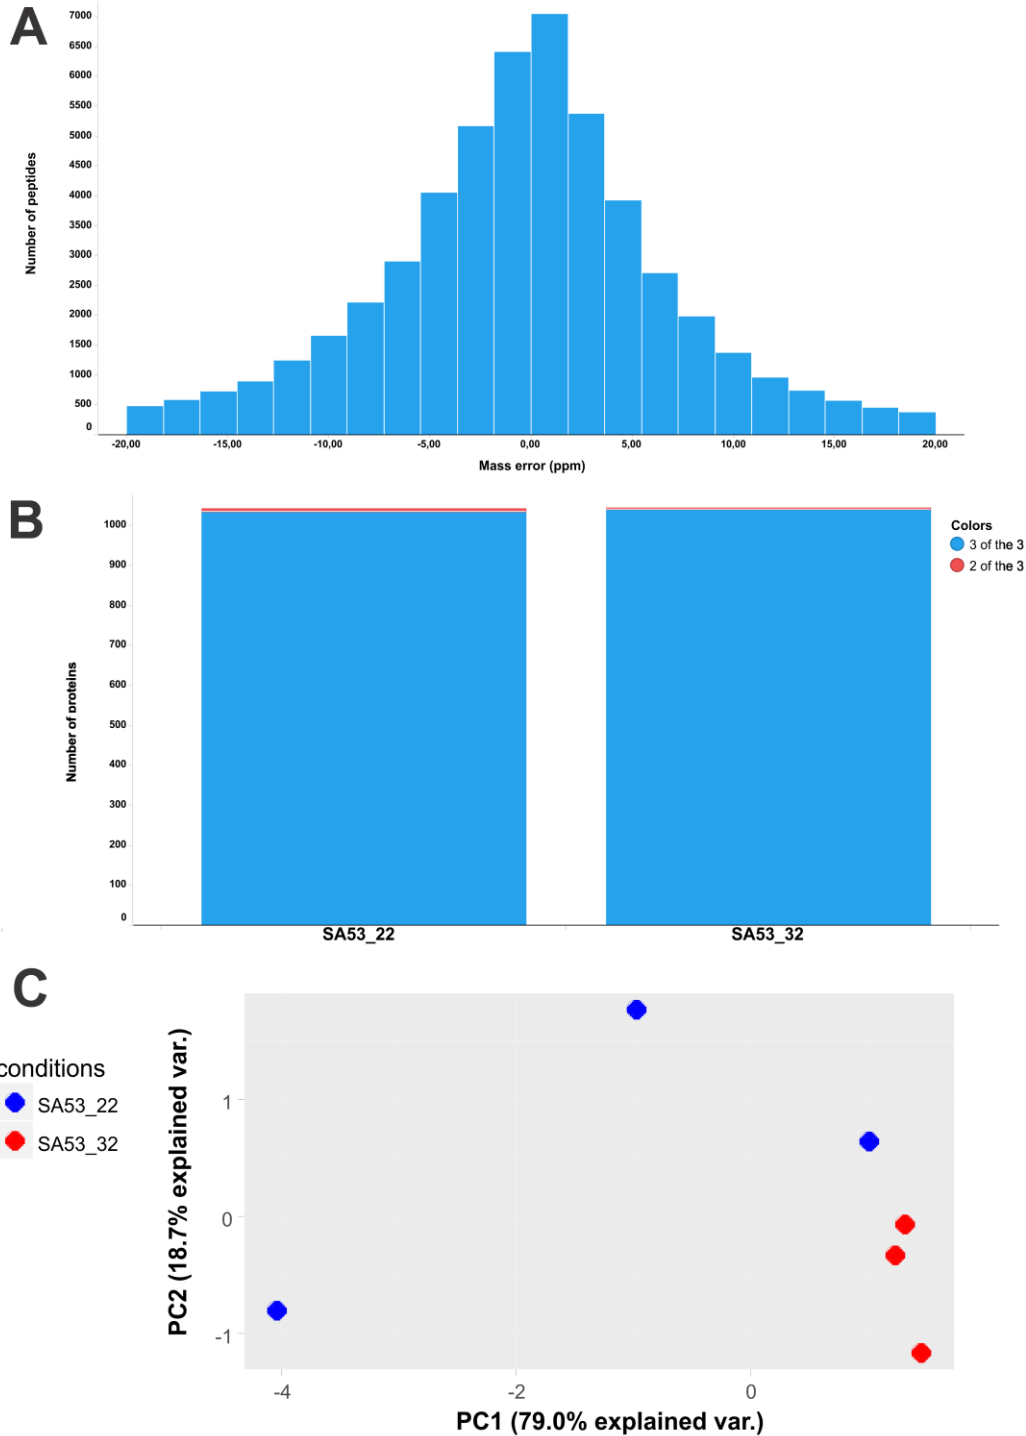 A
7000
6500
6000
5500
5000
4500
4000
3500
3000
2500
2000
1500
1000
500
0
Number of peptides
-20,00 -15,00 -10,00 -5,00 0,00 5,00 10,00 15,00 20,00
Mass error (ppm)
B
1000
900
800
700
600
500
400
300
200
100
0
Number of proteins
SA53_22 SA53_32
Colors
3 of the 3
2 of the 3
C
conditions
SA53_22
SA53_32
PC2 (18.7% explained var.)
1
0
-1
-4 -2 0
PC1 (79.0% explained var.)